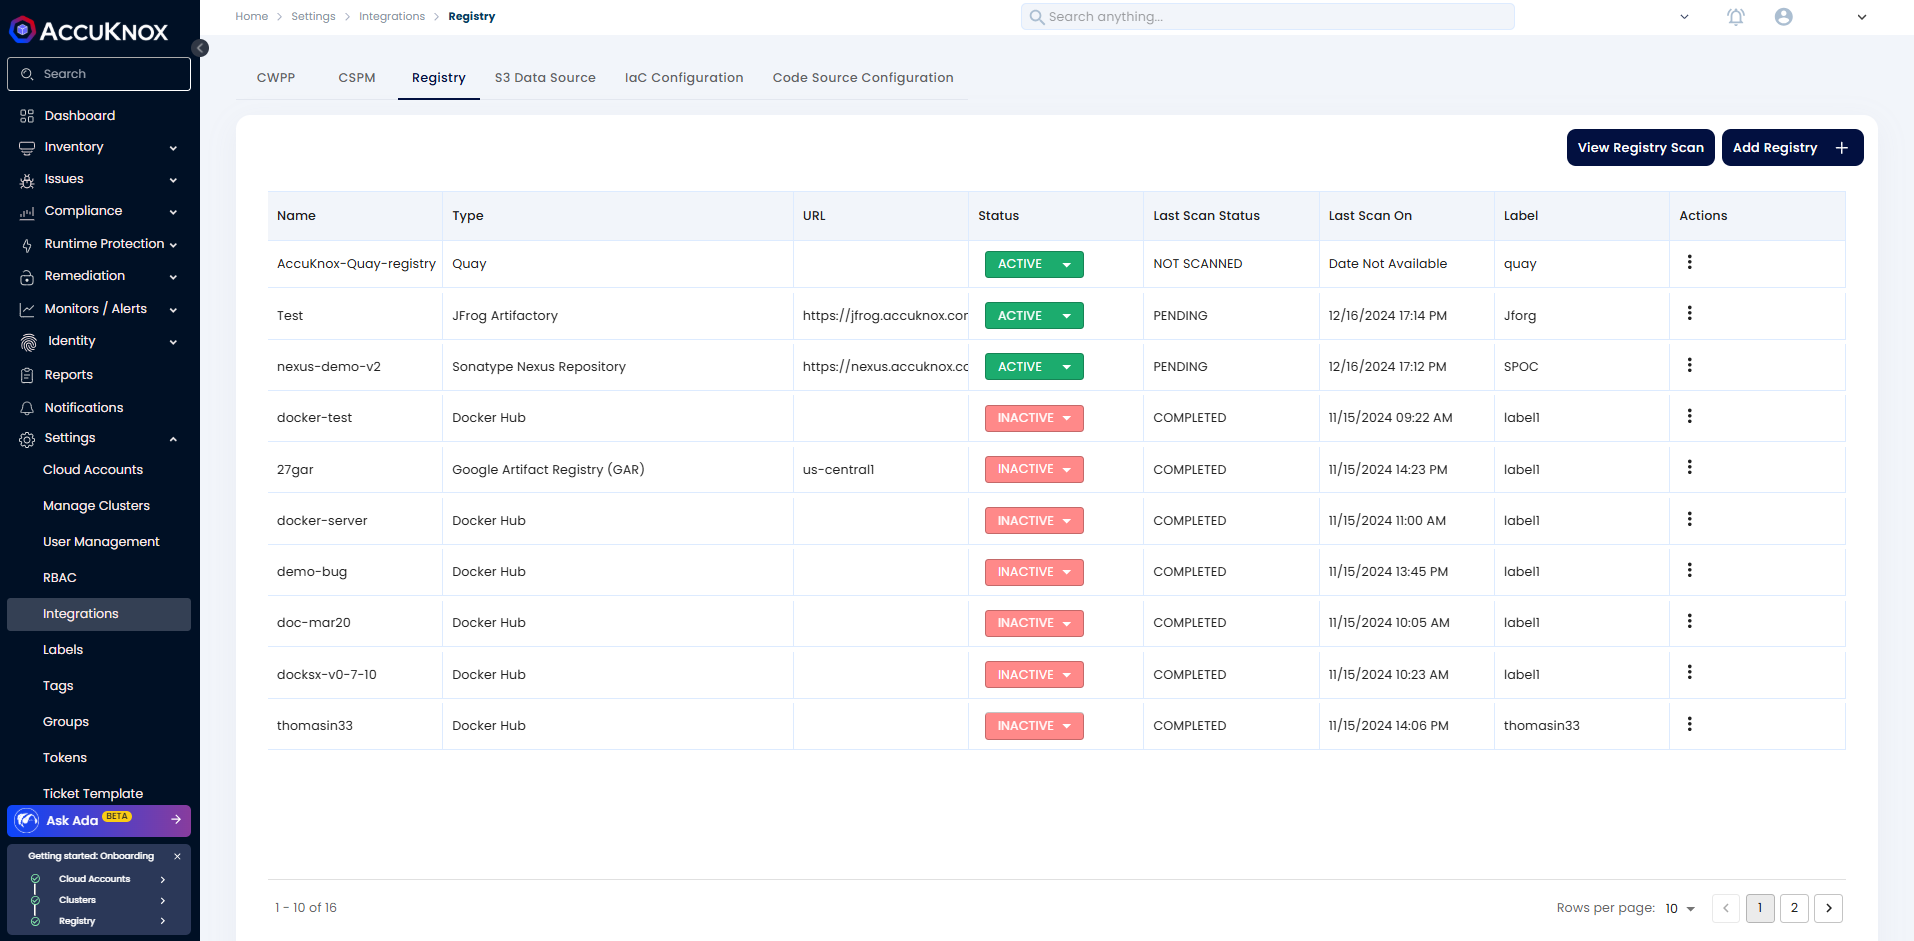 ACCUKNOX
Search
Dashboard
Inventory
Issues
Compliance
Runtime Protection
Remediation
Monitors / Alerts
Identity
Reports
Notifications
Settings
Cloud Accounts
Manage Clusters
User Management
RBAC
Integrations
Labels
Tags
Groups
Tokens
Ticket Template
Ask Ada BETA
Getting started: Onboarding
Cloud Accounts
Clusters
Registry
Home Settings Integrations Registry
Search anything...
CWPP CSPM Registry S3 Data Source IaC Configuration Code Source Configuration
View Registry Scan Add Registry
Name Type URL Status Last Scan Status Last Scan On Label Actions
AccuKnox-Quay-registry Quay ACTIVE NOT SCANNED Date Not Available quay
Test JFrog Artifactory https://jfrog.accuknox.cor ACTIVE PENDING 12/16/2024 17:14 PM Jforg
nexus-demo-v2 Sonatype Nexus Repository https://nexus.accuknox.cc ACTIVE PENDING 12/16/2024 17:12 PM SPOC
docker-test Docker Hub INACTIVE COMPLETED 11/15/2024 09:22 AM label1
27gar Google Artifact Registry (GAR) us-central1 INACTIVE COMPLETED 11/15/2024 14:23 PM label1
docker-server Docker Hub INACTIVE COMPLETED 11/15/2024 11:00 AM label1
demo-bug Docker Hub INACTIVE COMPLETED 11/15/2024 13:45 PM label1
doc-mar20 Docker Hub INACTIVE COMPLETED 11/15/2024 10:05 AM label1
docksx-v0-7-10 Docker Hub INACTIVE COMPLETED 11/15/2024 10:23 AM label1
thomasin33 Docker Hub INACTIVE COMPLETED 11/15/2024 14:06 PM thomasin33
1 - 10 of 16
Rows per page: 10 1 2